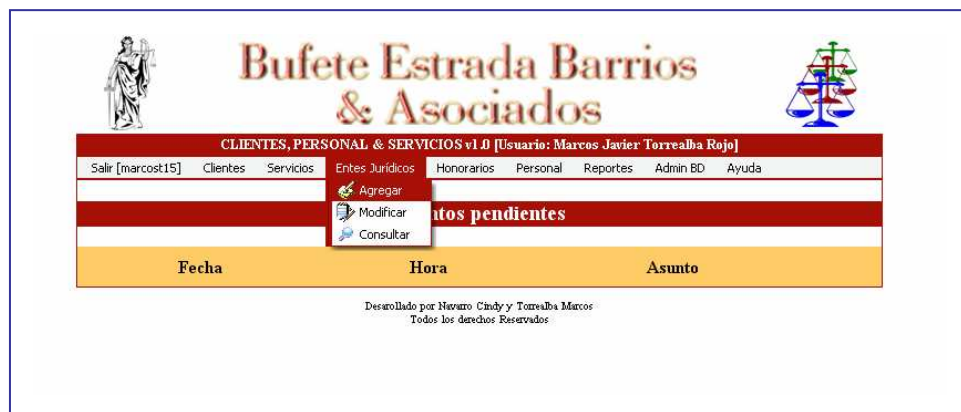 Bufete Estrada Barrios
& Asociados
CLIENTES, PERSONAL & SERVICIOS v1.0 [Usuario: Marcos Javier Torrealba Rojo]
Salir [marcost15] Clientes Servicios Entes Jurídicos Honorarios Personal Reportes Admin BD Ayuda
Agregar
Modificar
ntos pendientes
Consultar
Fecha Hora Asunto
Desarollado por Navarro Cindy y Torrealba Marcos
Todos los derechos Reservados